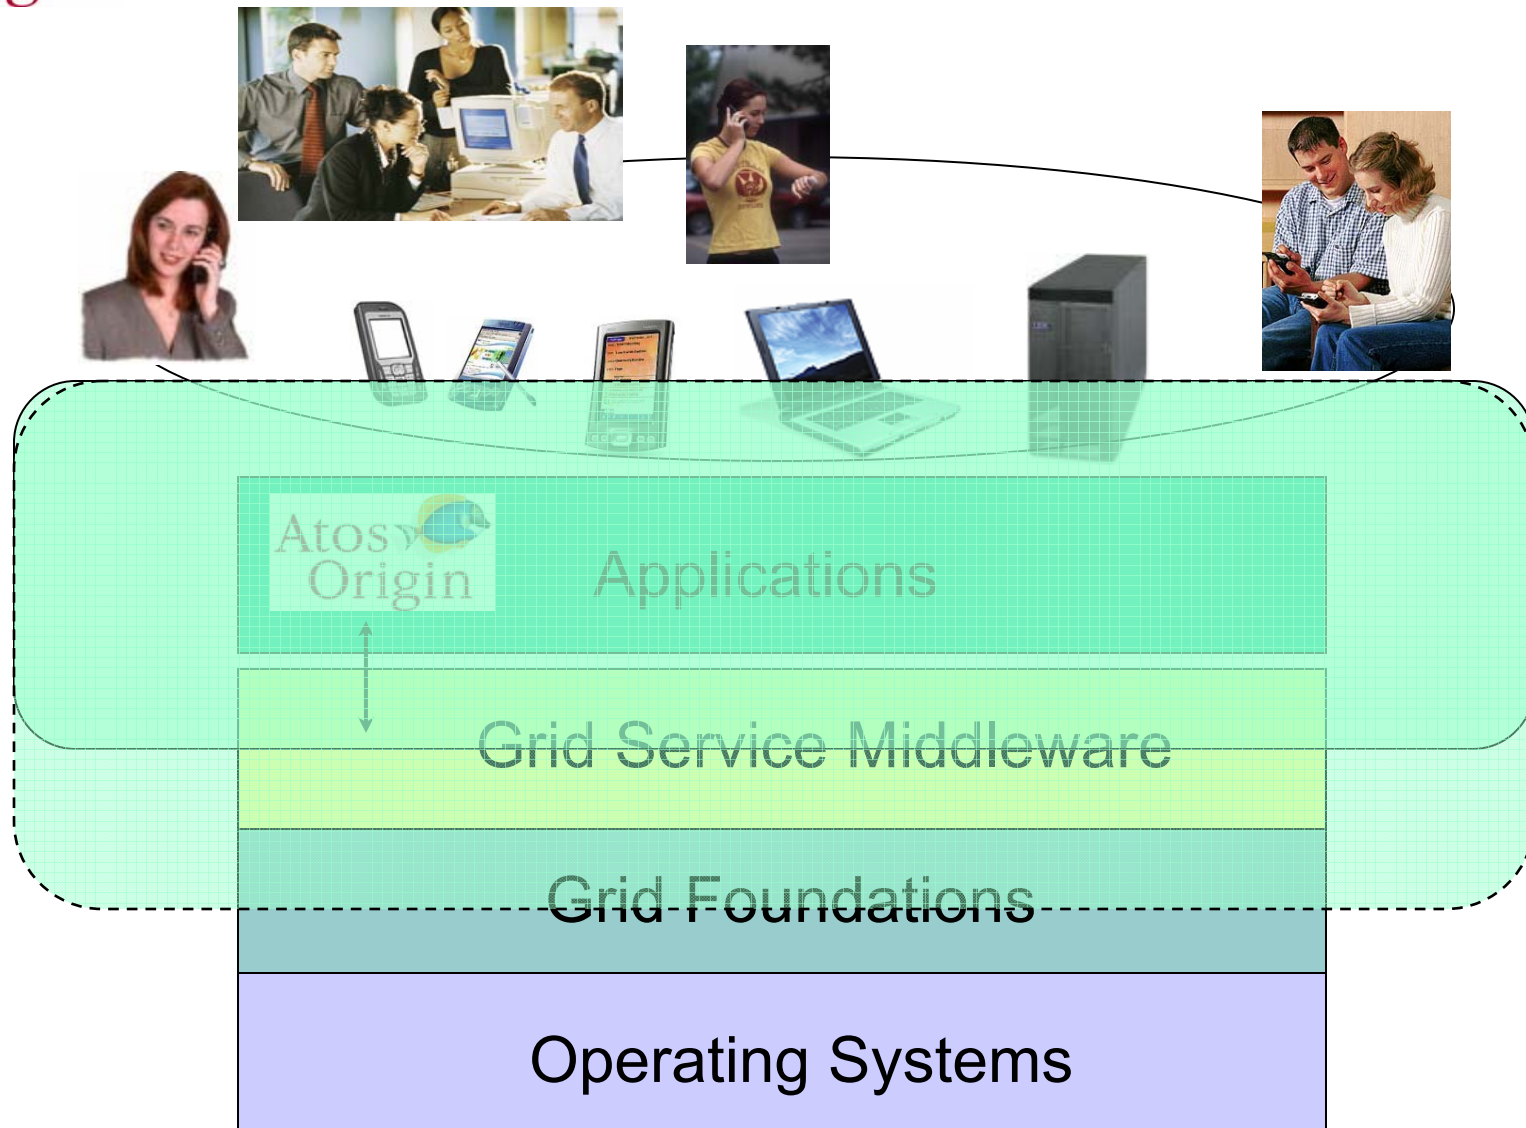 Atos
Origin
Applications
Grid Service Middleware
Grid Foundations
Operating Systems